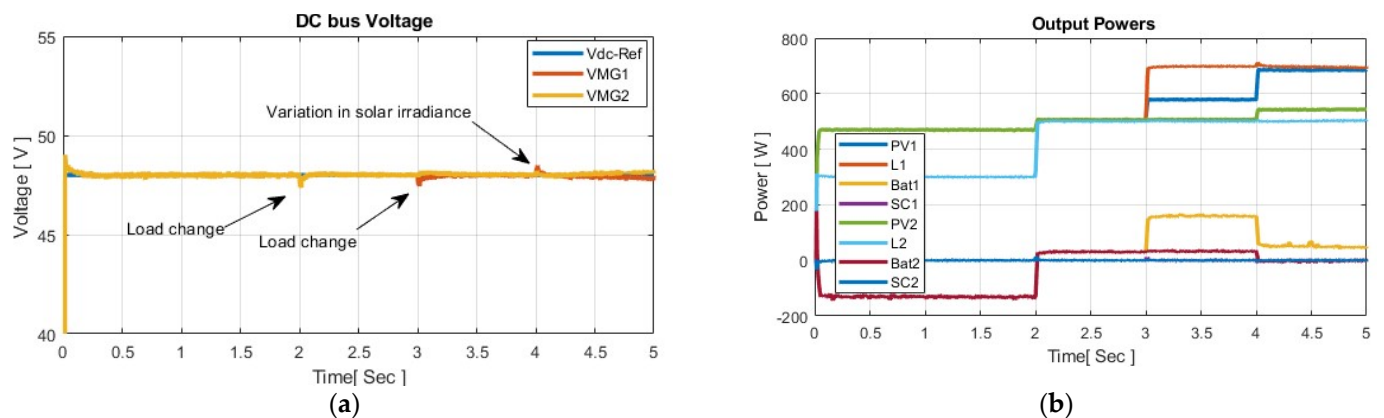 DC bus Voltage
55
50
45
40
Voltage [ V ]
Vdc-Ref
VMG1
VMG2
Variation in solar irradiance
Load change
Load change
0 0.5 1 1.5 2 2.5 3 3.5 4 4.5 5
Time[ Sec ]
(a)
Output Powers
800
600
400
200
0
-200
Power [ W ]
PV1
L1
Bat1
SC1
PV2
L2
Bat2
SC2
0 0.5 1 1.5 2 2.5 3 3.5 4 4.5 5
Time[ Sec ]
(b)